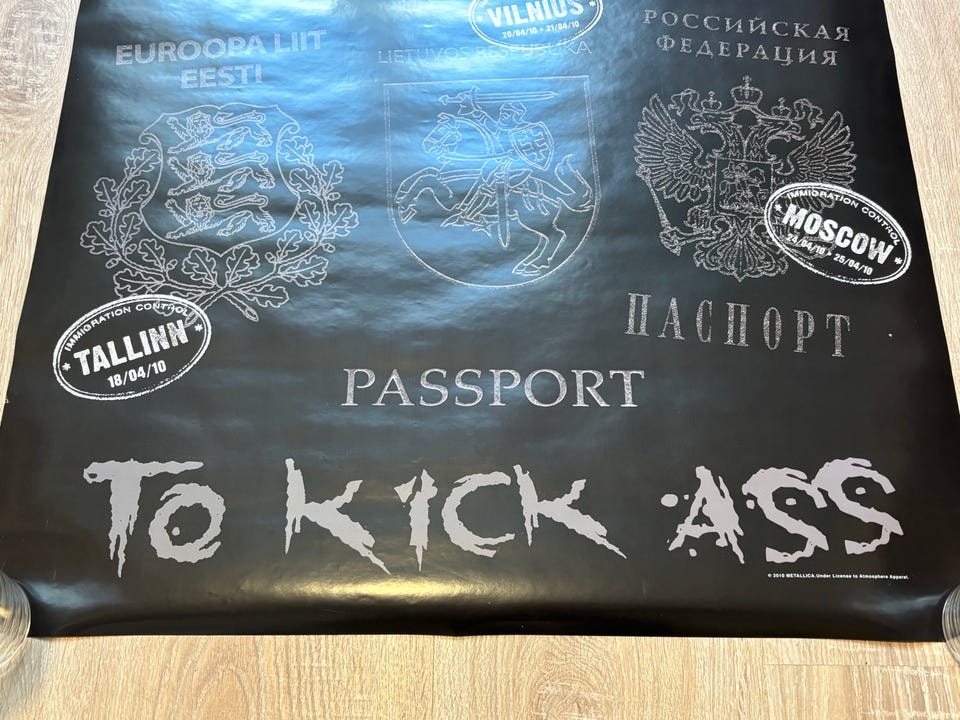 VILNIUS
20/04/10 • 21/04/10
EUROOPA LIIT
EESTI
LIETUVOS RESPUBLIKA
РОССИЙСКАЯ
ФЕДЕРАЦИЯ
IMMIGRATION CONTROL
MOSCOW
24/04/10 • 25/04/10
IMMIGRATION CONTROL
* TALLINN *
18/04/10
ПАСПОРТ
PASSPORT
TO KICK ASS
© 2010 METALLICA. Under License to Atmosphere Apparel.